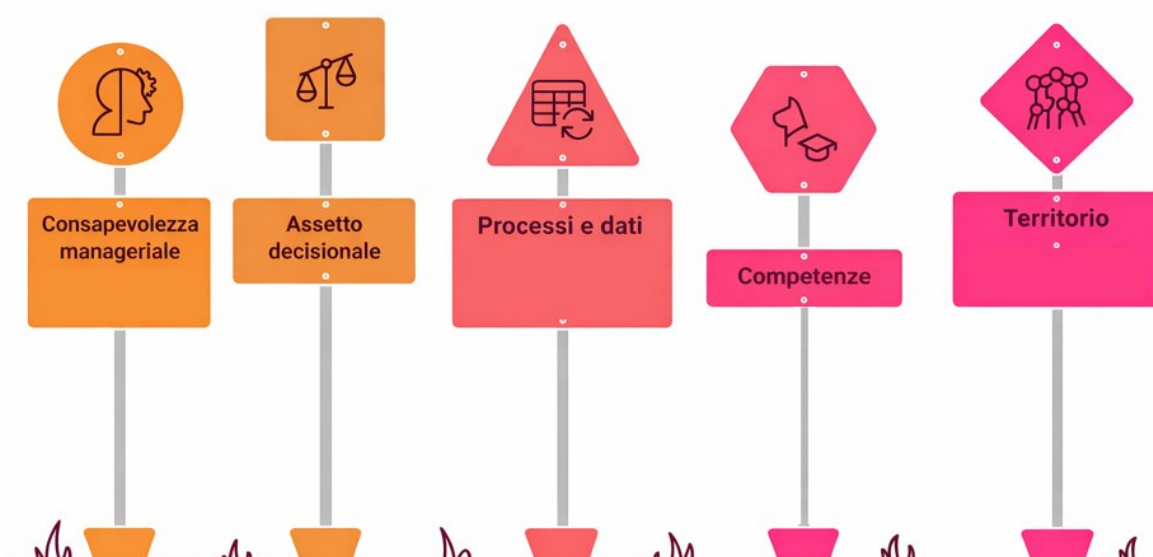 Consapevolezza
manageriale
Assetto
decisionale
Processi e dati
Competenze
Territorio